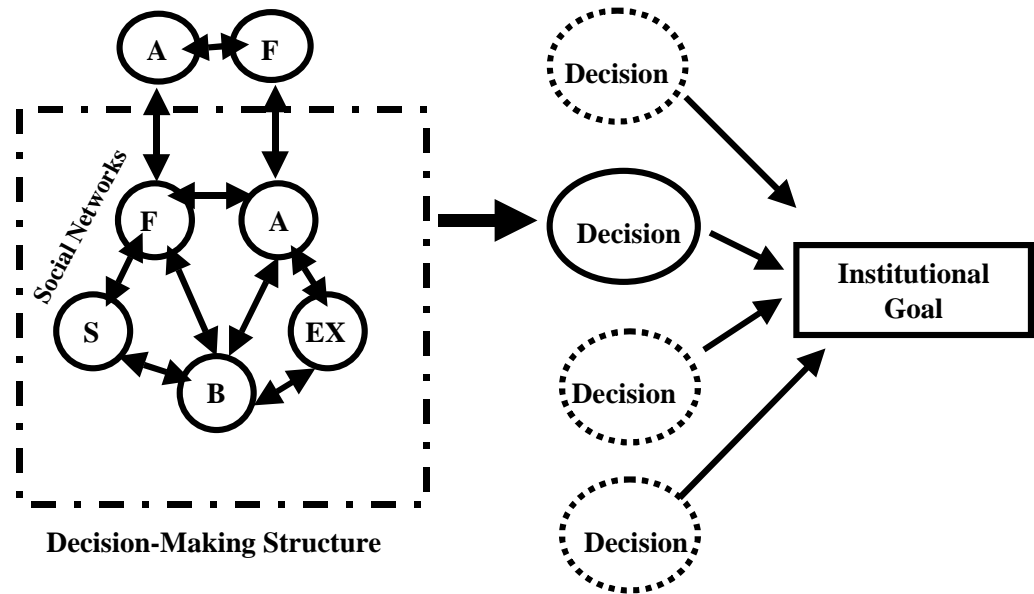 A
F
Decision
Social Networks
F
A
Decision
Institutional
Goal
S
EX
B
Decision
Decision-Making Structure
Decision